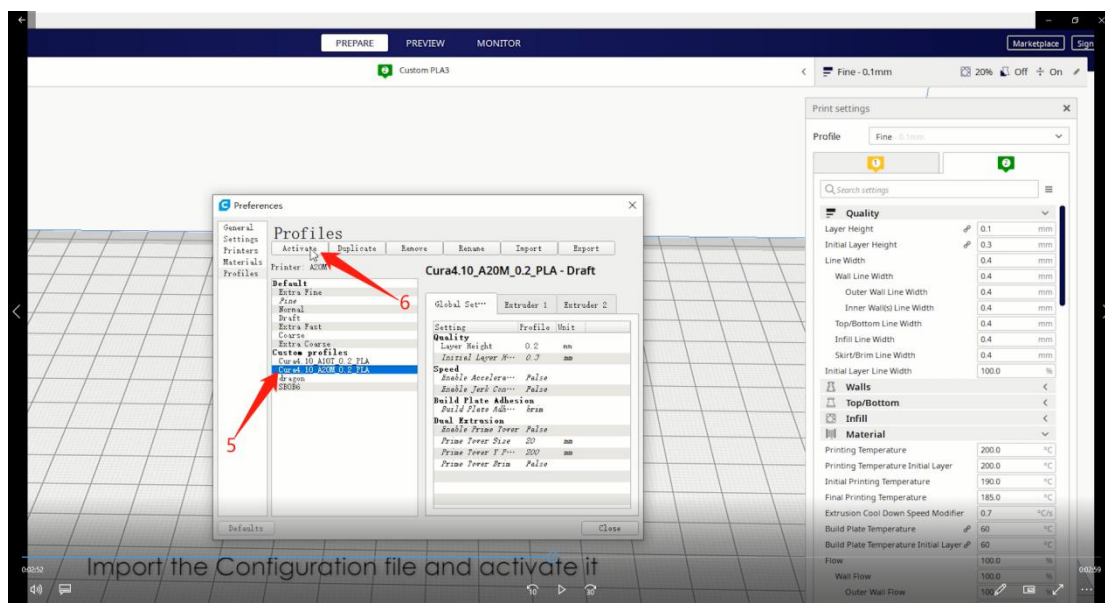 PREPARE PREVIEW MONITOR Marketplace Sign
2 Custom PLA3 Fine - 0.1mm 20% Off On
Print settings
Profile Fine 0.1mm
1 2
Search settings
Quality
Layer Height 0.1 mm
Initial Layer Height 0.3 mm
Line Width 0.4 mm
Wall Line Width 0.4 mm
Outer Wall Line Width 0.4 mm
Inner Wall(s) Line Width 0.4 mm
Top/Bottom Line Width 0.4 mm
Infill Line Width 0.4 mm
Skirt/Brim Line Width 0.4 mm
Initial Layer Line Width 100.0 %
Walls
Top/Bottom
Infill
Material
Printing Temperature 200.0 °C
Printing Temperature Initial Layer 200.0 °C
Initial Printing Temperature 190.0 °C
Final Printing Temperature 185.0 °C
Extrusion Cool Down Speed Modifier 0.7 °C/s
Build Plate Temperature 60 °C
Build Plate Temperature Initial Layer 60 °C
Flow 100.0 %
Wall Flow 100.0 %
Outer Wall Flow 100.0
Preferences
General
Settings
Printers
Materials
Profiles
Profiles
Activate Duplicate Remove Rename Import Export
Printer: A20M
Default
Extra Fine
Fine
Normal
Draft
Extra Fast
Coarse
Extra Coarse
Custom profiles
Cura4.10_A10T_0.2_PLA
Cura4.10_A20M_0.2_PLA
dragon
SBOB6
Cura4.10_A20M_0.2_PLA - Draft
Global Set··· Extruder 1 Extruder 2
Setting Profile Unit
Quality
Layer Height 0.2 mm
Initial Layer H··· 0.3 mm
Speed
Enable Accelera··· False
Enable Jerk Con··· False
Build Plate Adhesion
Build Plate Adh··· brim
Dual Extrusion
Enable Prime Tower False
Prime Tower Size 20 mm
Prime Tower Y P··· 200 mm
Prime Tower Brim False
Defaults Close
5
6
Import the Configuration file and activate it
0:02:52 0:02:59
10 30